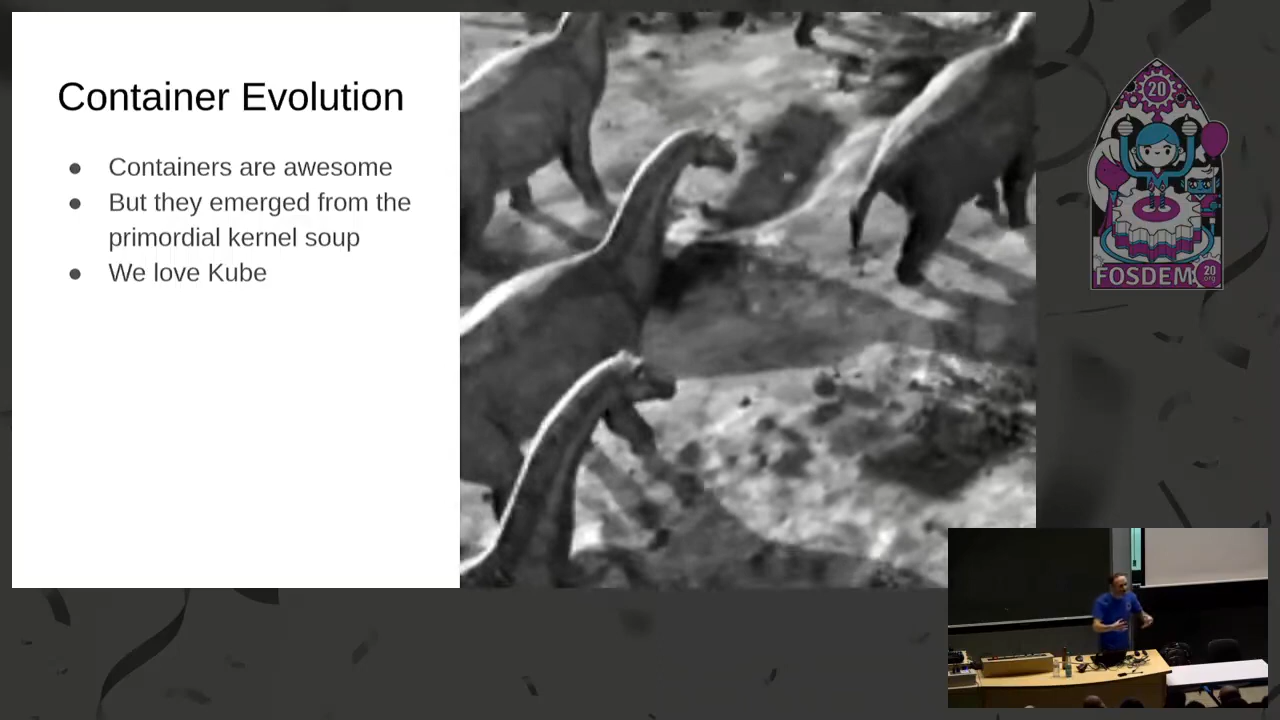 Container Evolution
● Containers are awesome
● But they emerged from the
primordial kernel soup
● We love Kube
20
FOSDEM
20
org